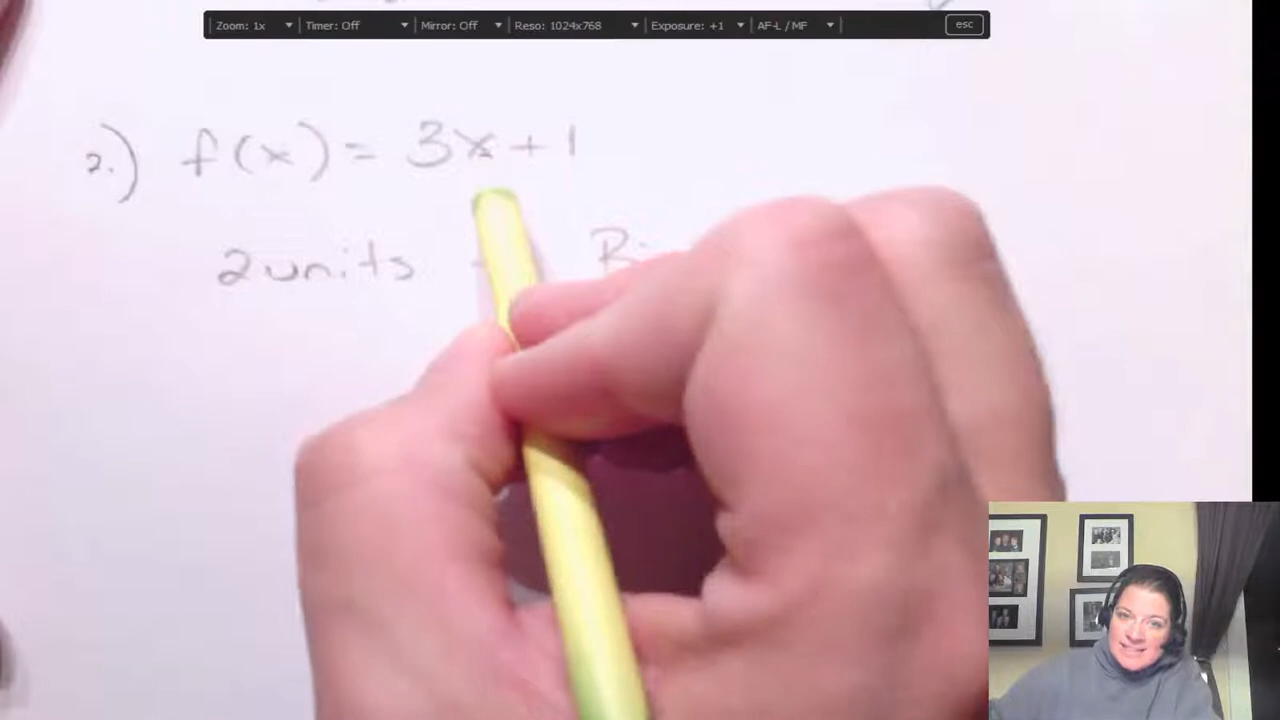 Zoom: 1x Timer: Off Mirror: Off Reso: 1024x768 Exposure: +1 AF-L / MF esc
2.) f(x) = 3x + 1
2 units